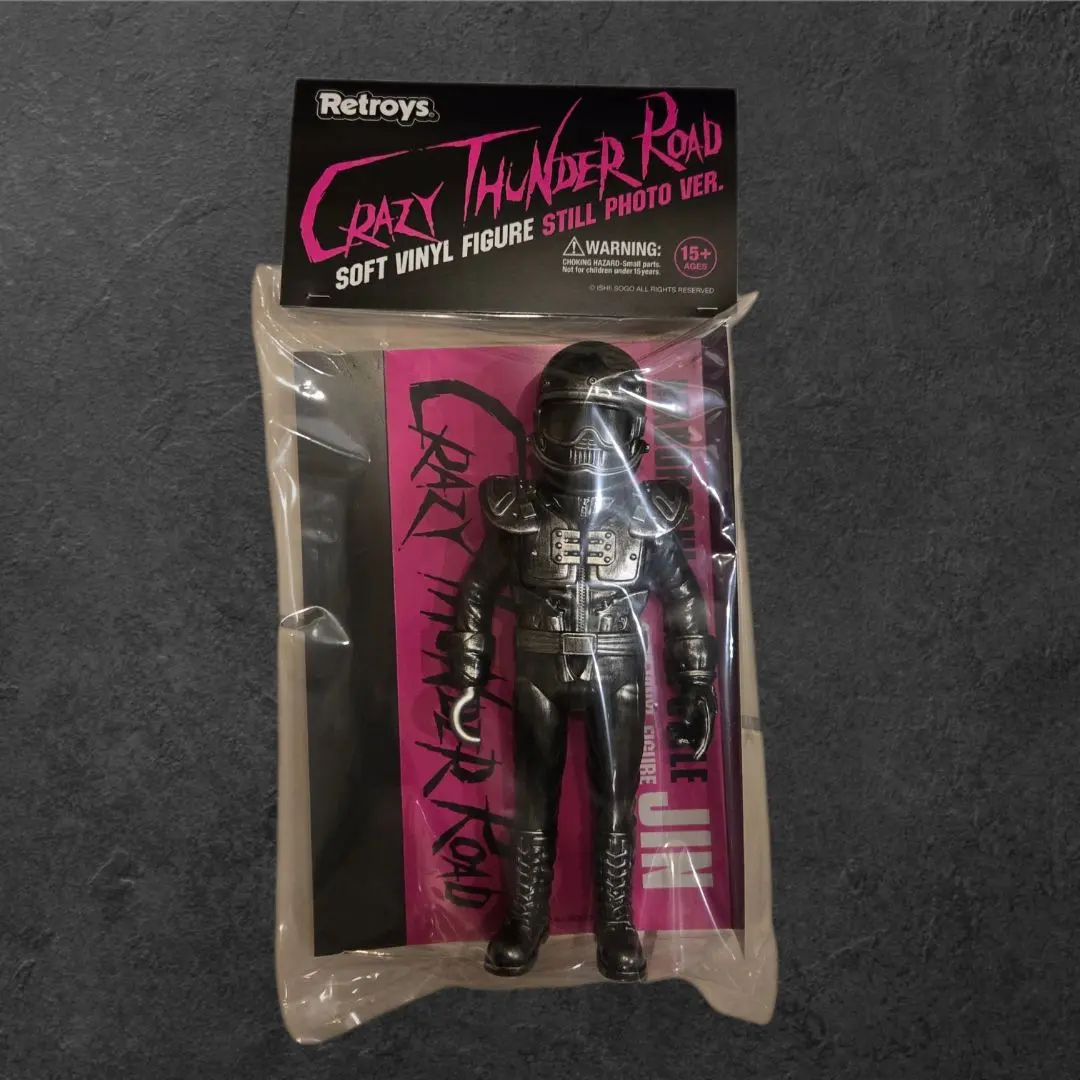 Retroys®
CRAZY THUNDER ROAD
SOFT VINYL FIGURE STILL PHOTO VER.
⚠WARNING:
CHOKING HAZARD-Small parts.
Not for children under 15years.
15+
AGES
© ISHII SOGO ALL RIGHTS RESERVED
CRAZY THUNDER ROAD
FIGURE
JIN